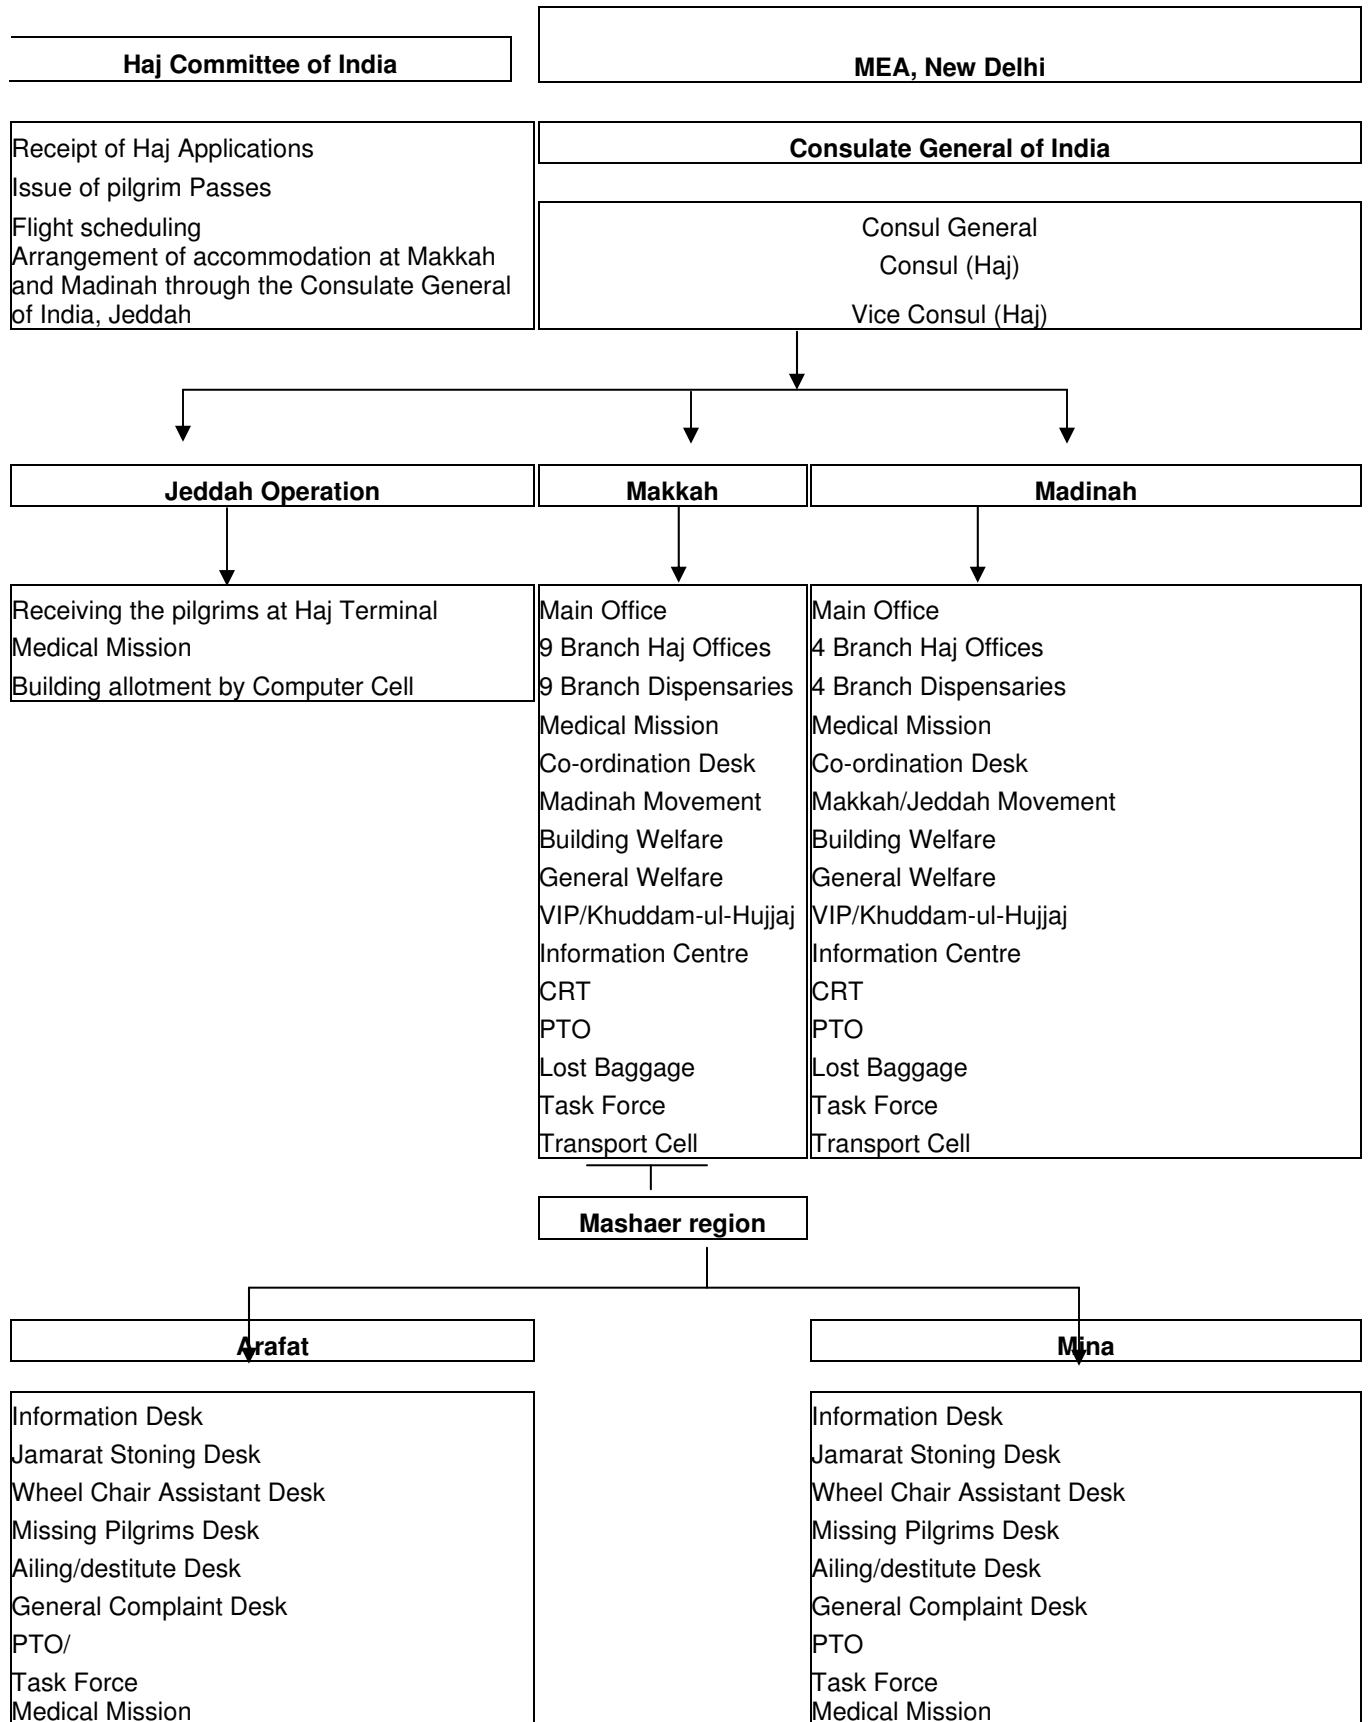 Haj Committee of India
MEA, New Delhi
Receipt of Haj Applications
Issue of pilgrim Passes
Flight scheduling
Arrangement of accommodation at Makkah
and Madinah through the Consulate General
of India, Jeddah
Consulate General of India
Consul General
Consul (Haj)
Vice Consul (Haj)
Jeddah Operation
Receiving the pilgrims at Haj Terminal
Medical Mission
Building allotment by Computer Cell
Makkah
Main Office
9 Branch Haj Offices
9 Branch Dispensaries
Medical Mission
Co-ordination Desk
Madinah Movement
Building Welfare
General Welfare
VIP/Khuddam-ul-Hujjaj
Information Centre
CRT
PTO
Lost Baggage
Task Force
Transport Cell
Madinah
Main Office
4 Branch Haj Offices
4 Branch Dispensaries
Medical Mission
Co-ordination Desk
Makkah/Jeddah Movement
Building Welfare
General Welfare
VIP/Khuddam-ul-Hujjaj
Information Centre
CRT
PTO
Lost Baggage
Task Force
Transport Cell
Mashaer region
Arafat
Information Desk
Jamarat Stoning Desk
Wheel Chair Assistant Desk
Missing Pilgrims Desk
Ailing/destitute Desk
General Complaint Desk
PTO/
Task Force
Medical Mission
Mina
Information Desk
Jamarat Stoning Desk
Wheel Chair Assistant Desk
Missing Pilgrims Desk
Ailing/destitute Desk
General Complaint Desk
PTO
Task Force
Medical Mission